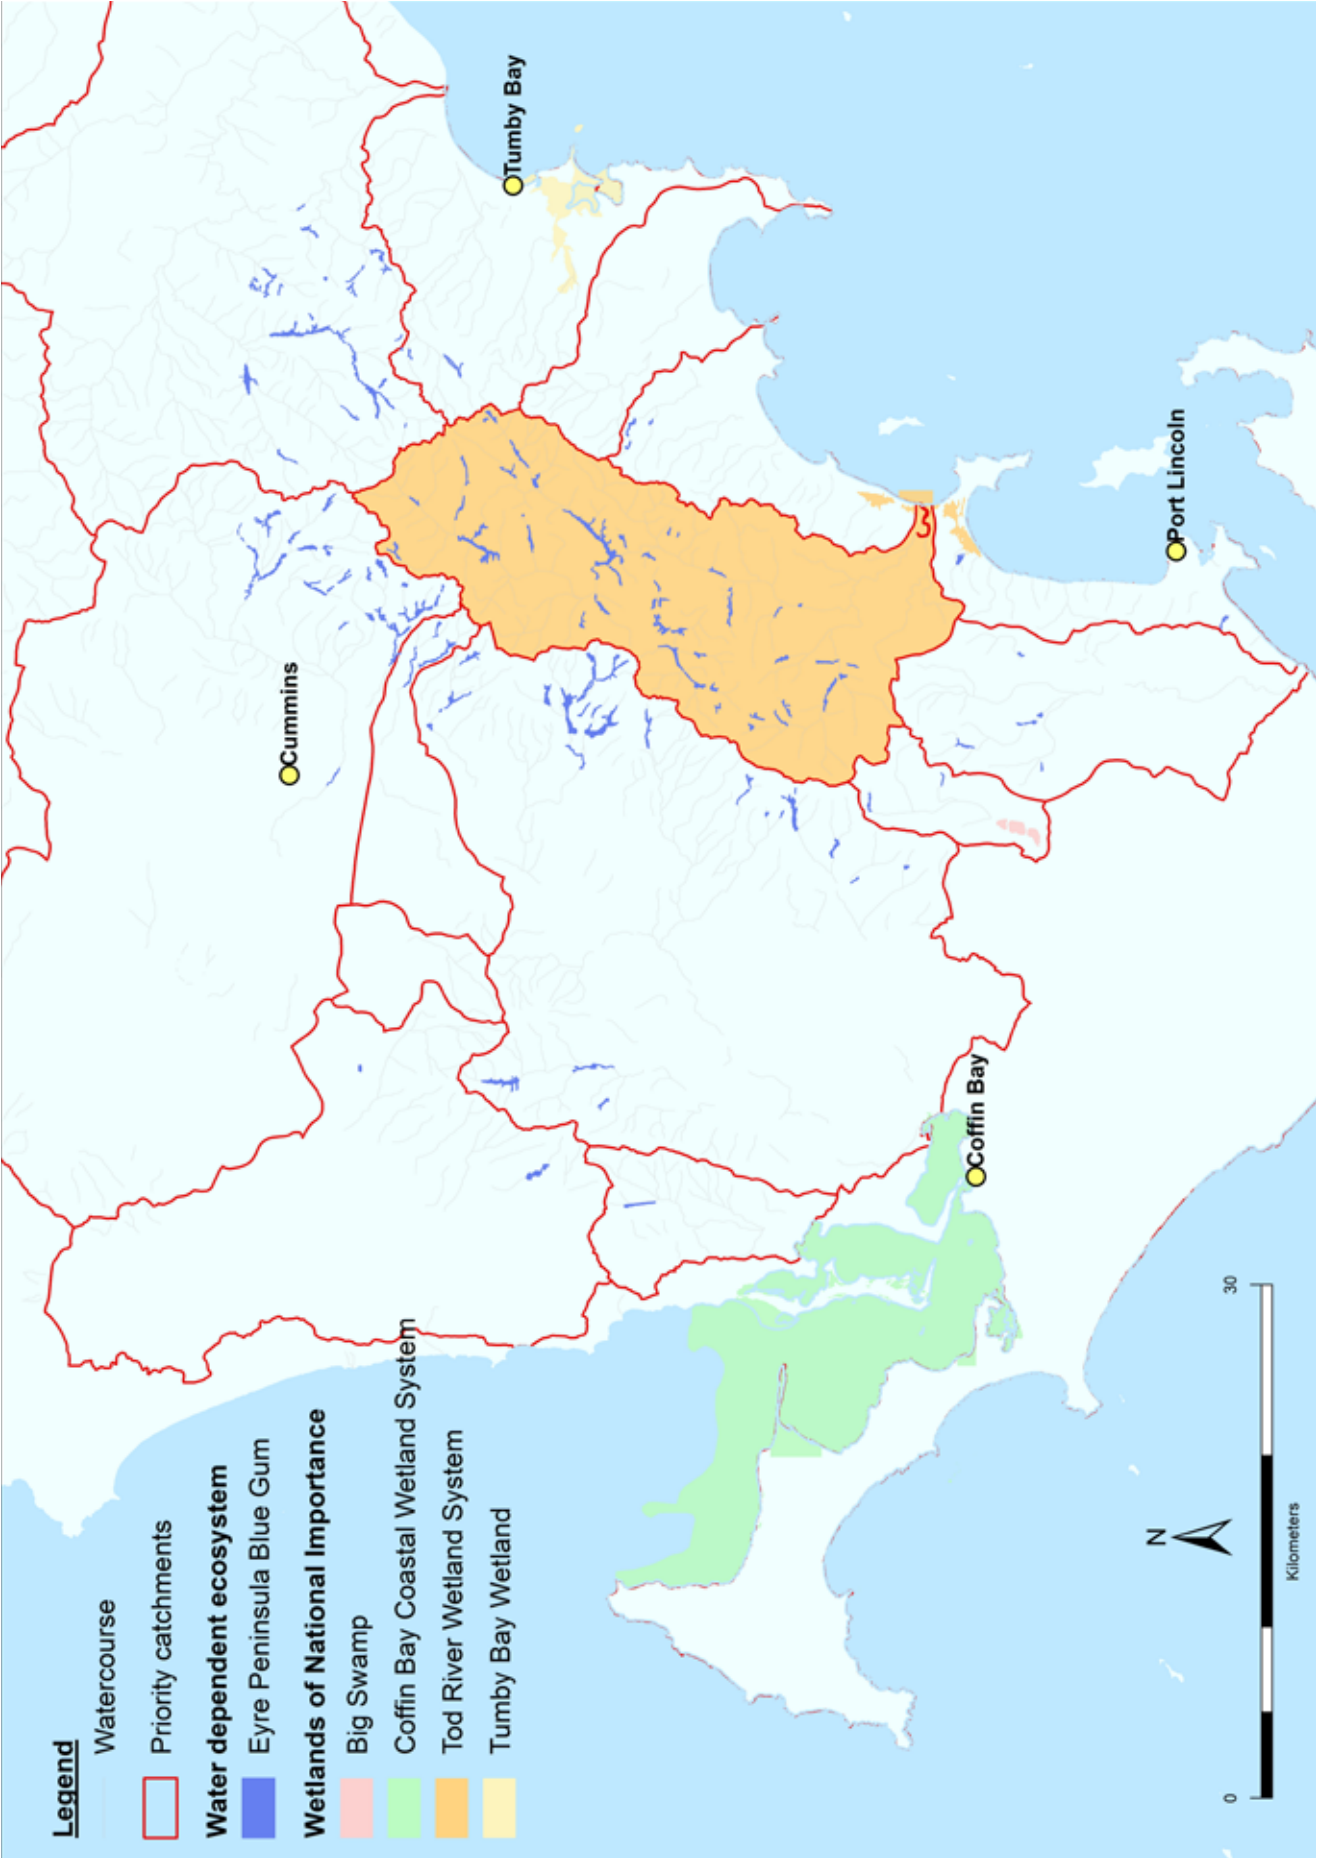 Legend
Watercourse
Priority catchments
Water dependent ecosystem
Eyre Peninsula Blue Gum
Wetlands of National Importance
Big Swamp
Coffin Bay Coastal Wetland System
Tod River Wetland System
Tumby Bay Wetland
Cummins
Tumby Bay
Coffin Bay
Port Lincoln
N
0
30
Kilometers